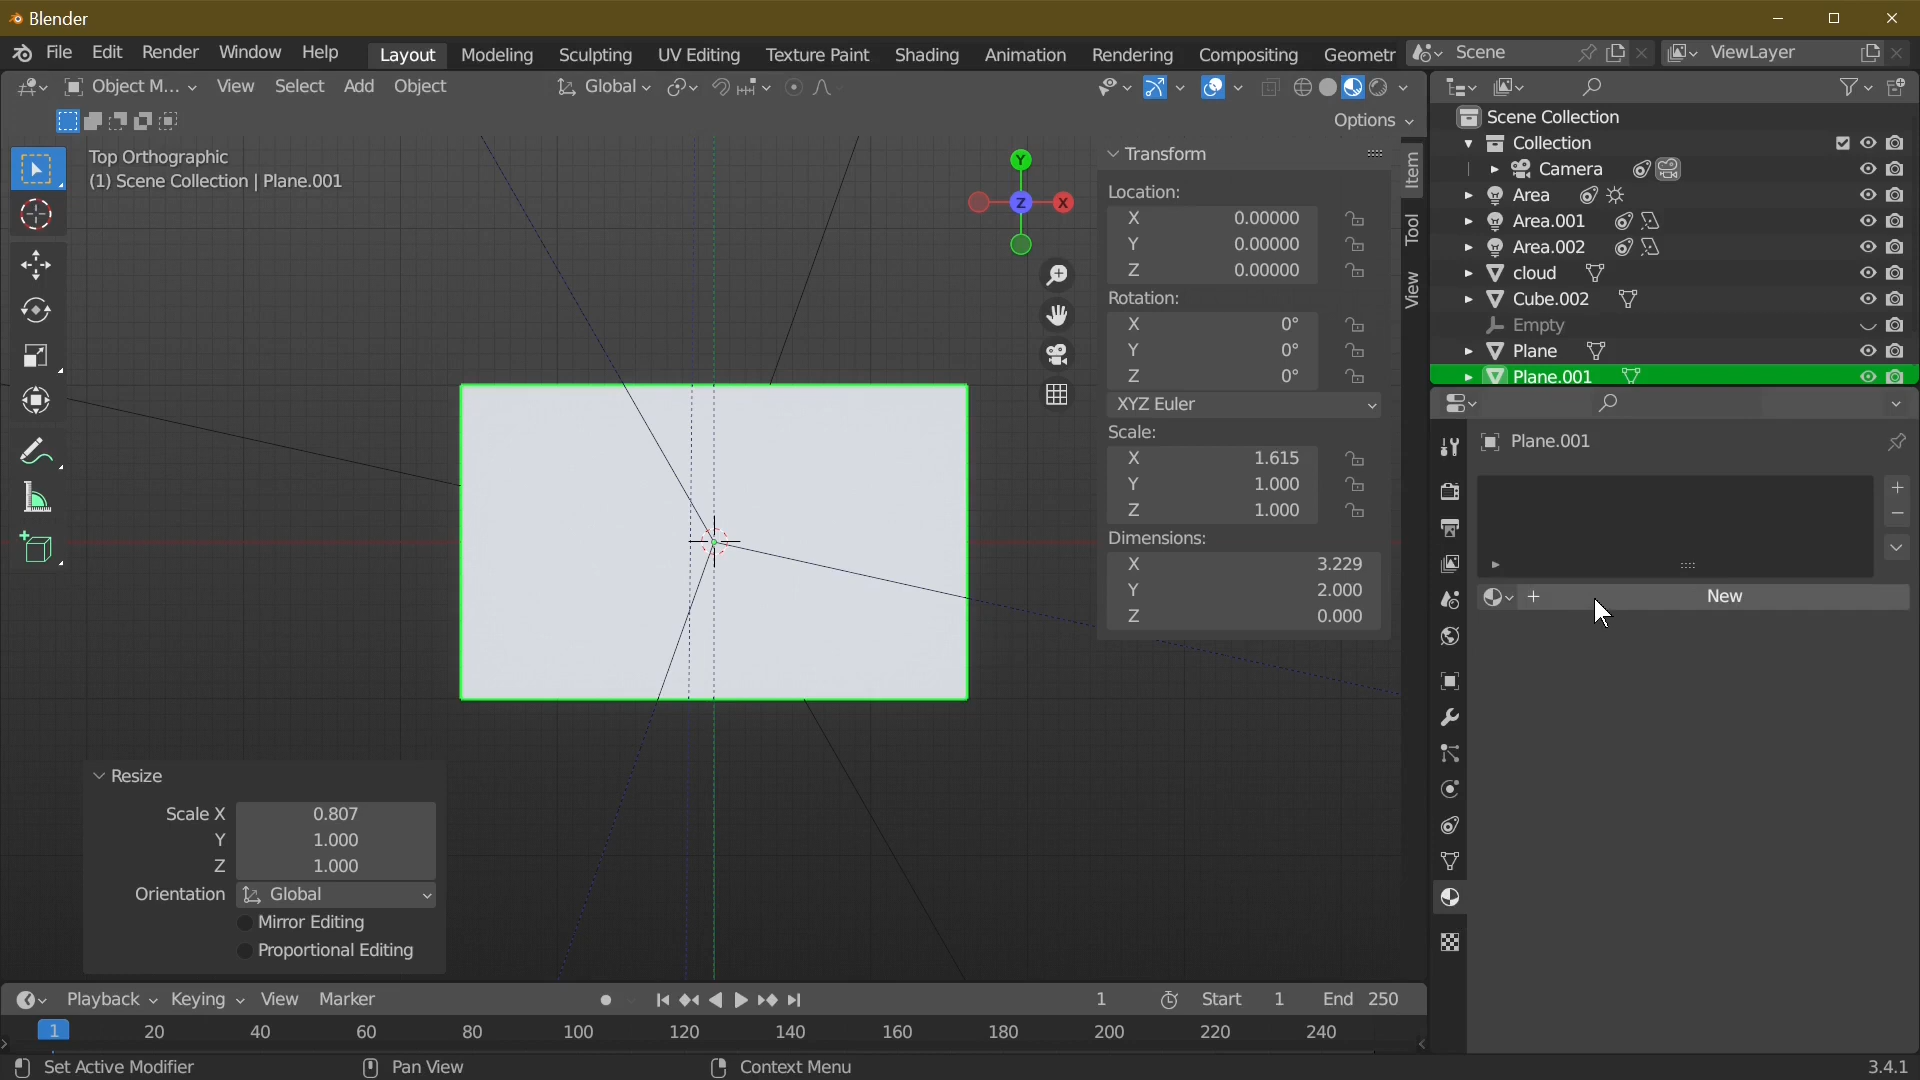 Blender
File Edit Render Window Help Layout Modeling Sculpting UV Editing Texture Paint Shading Animation Rendering Compositing Geometr Scene ViewLayer
Object M... View Select Add Object Global
Options
Top Orthographic
(1) Scene Collection | Plane.001
Y
Z X
Transform
Location:
X 0.00000
Y 0.00000
Z 0.00000
Rotation:
X 0°
Y 0°
Z 0°
XYZ Euler
Scale:
X 1.615
Y 1.000
Z 1.000
Dimensions:
X 3.229
Y 2.000
Z 0.000
Item
Tool
View
Scene Collection
Collection
Camera
Area
Area.001
Area.002
cloud
Cube.002
Empty
Plane
Plane.001
Plane.001
New
Resize
Scale X 0.807
Y 1.000
Z 1.000
Orientation Global
Mirror Editing
Proportional Editing
Playback Keying View Marker 1 Start 1 End 250
1 20 40 60 80 100 120 140 160 180 200 220 240
Set Active Modifier Pan View Context Menu 3.4.1